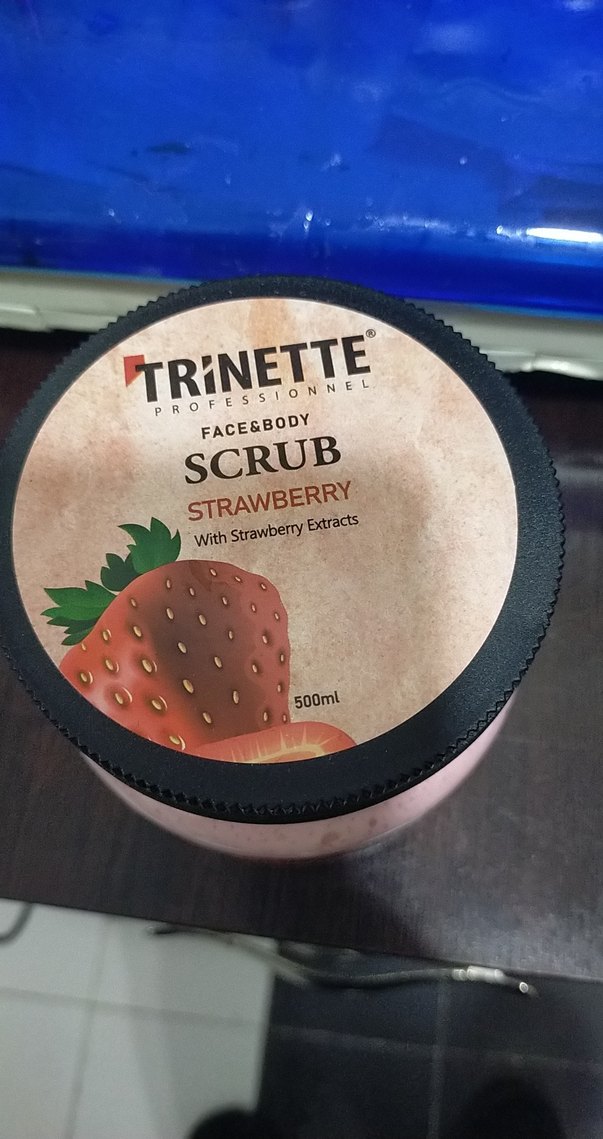 TRiNETTE®
PROFESSIONNEL
FACE&BODY
SCRUB
STRAWBERRY
With Strawberry Extracts
500ml